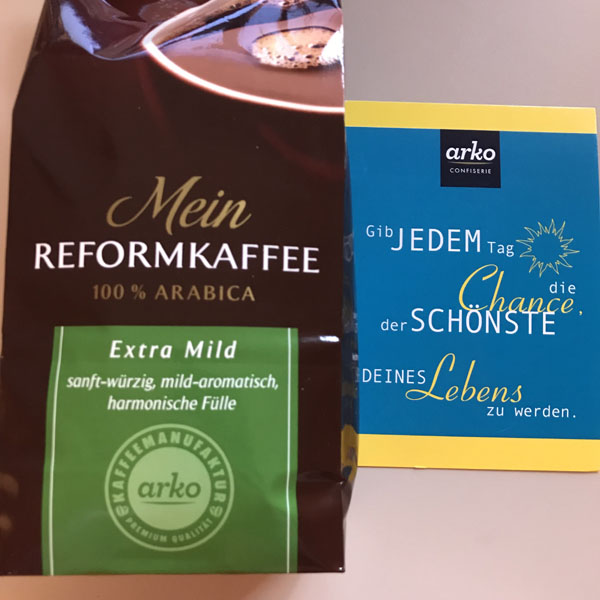 Mein
REFORMKAFFEE
100 % ARABICA
Extra Mild
sanft-würzig, mild-aromatisch,
harmonische Fülle
KAFFEEMANUFAKTUR
arko
PREMIUM QUALITÄT
arko
CONFISERIE
Gib JEDEM Tag
die
Chance,
der SCHÖNSTE
DEINES Lebens
zu werden.